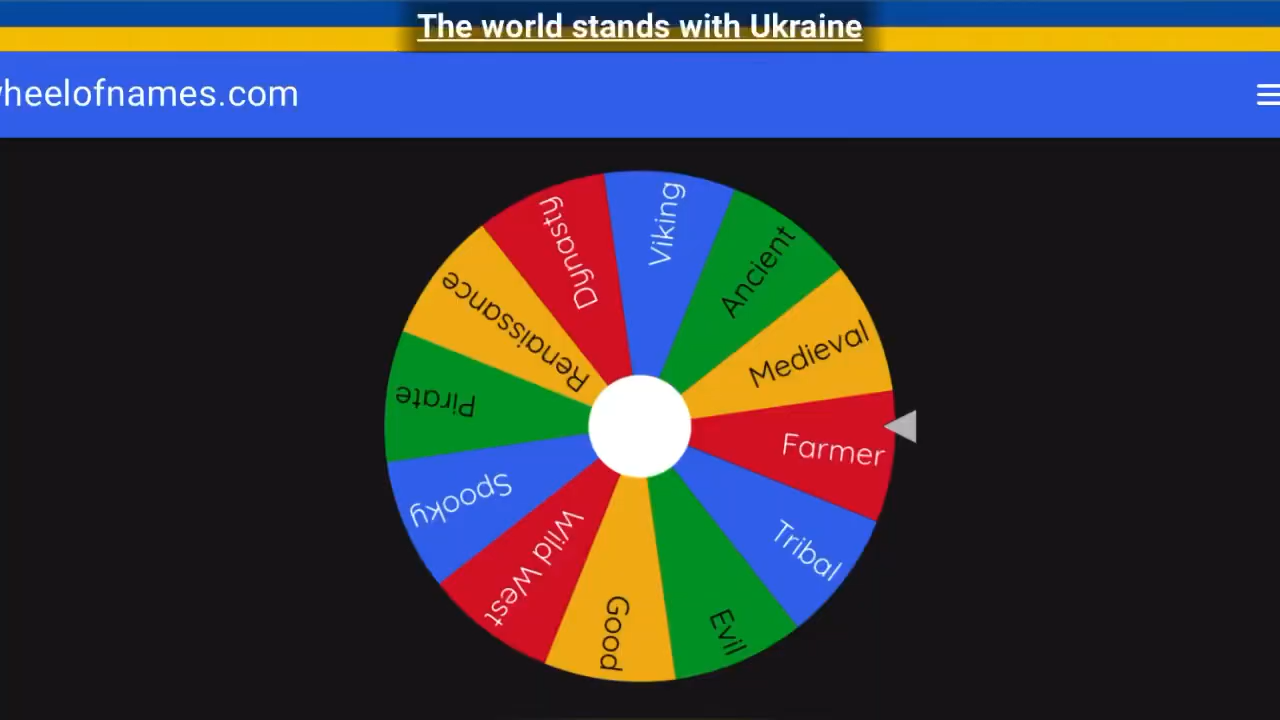 The world stands with Ukraine
wheelofnames.com
Viking
Ancient
Medieval
Farmer
Tribal
Evil
Good
Wild West
Spooky
Pirate
Renaissance
Dynasty